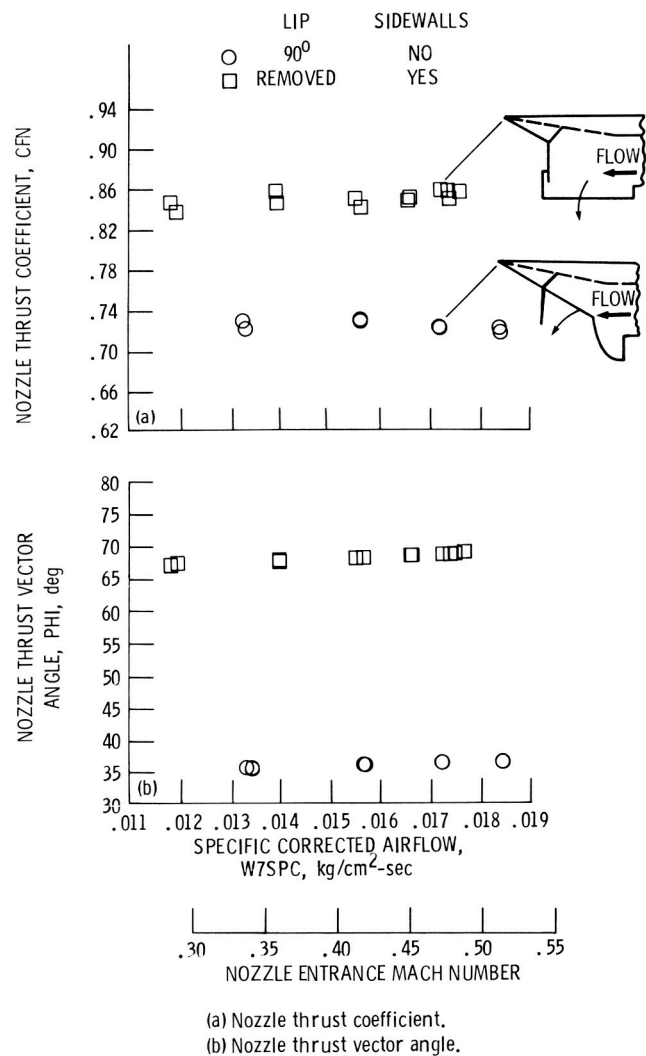 LIP SIDEWALLS
90⁰ NO
REMOVED YES
NOZZLE THRUST COEFFICIENT, CFN
.94
.90
.86
.82
.78
.74
.70
.66
.62
FLOW
FLOW
(a)
NOZZLE THRUST VECTOR
ANGLE, PHI, deg
80
75
70
65
60
55
50
45
40
35
30
(b)
.011 .012 .013 .014 .015 .016 .017 .018 .019
SPECIFIC CORRECTED AIRFLOW,
W7SPC, kg/cm²-sec
.30 .35 .40 .45 .50 .55
NOZZLE ENTRANCE MACH NUMBER
(a) Nozzle thrust coefficient.
(b) Nozzle thrust vector angle.